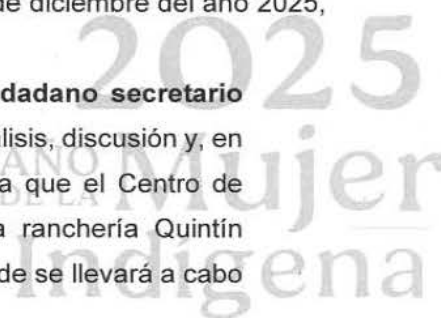 de diciembre del año 2025,
2025
dadano secretario
lisis, discusión y, en
AÑO
DE LA
Mujer
a que el Centro de
a ranchería Quintín
Indígena
de se llevará a cabo